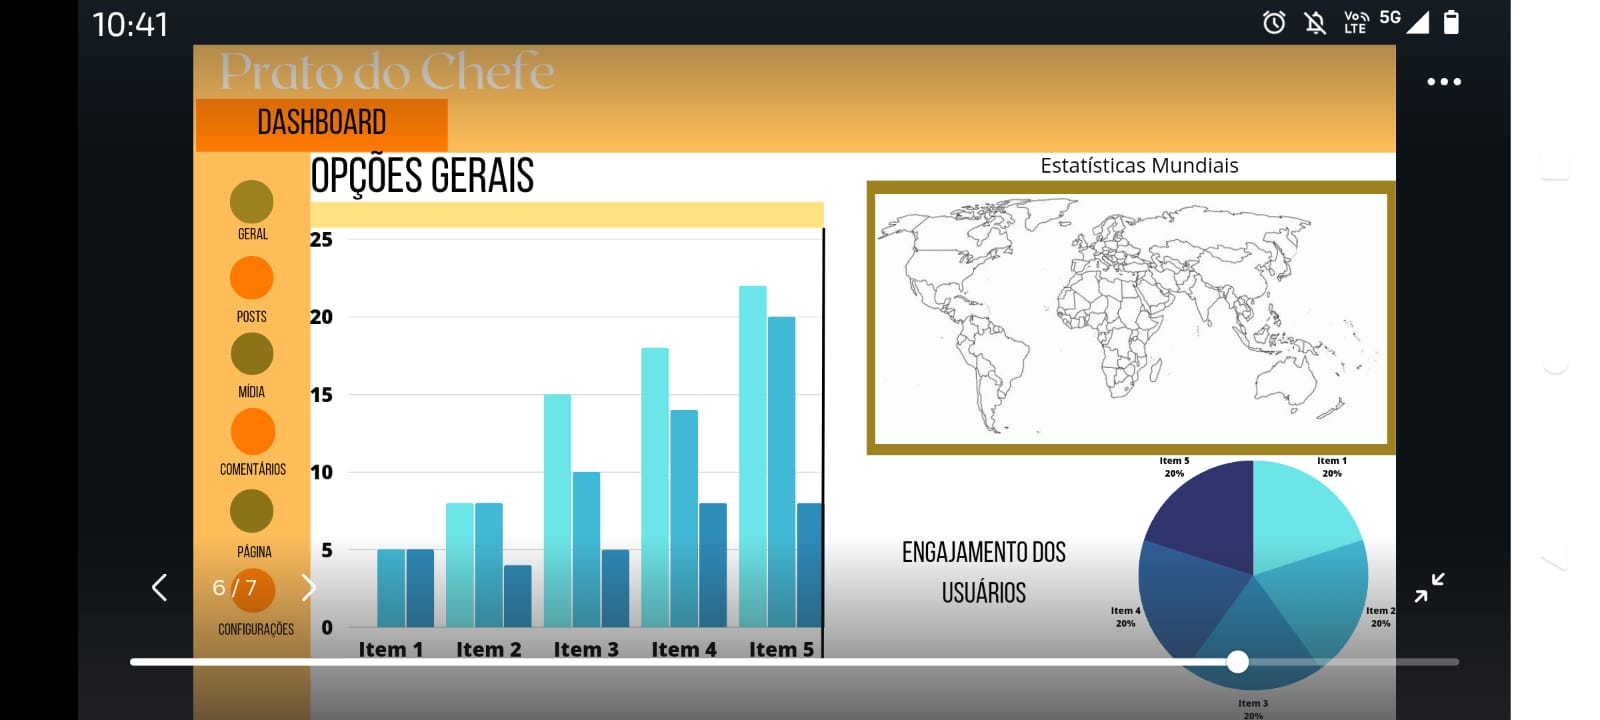 10:41
Vo)) LTE 5G
Prato do Chefe
DASHBOARD
OPÇÕES GERAIS
Estatísticas Mundiais
GERAL
POSTS
MÍDIA
COMENTÁRIOS
PÁGINA
6 / 7
CONFIGURAÇÕES
25
20
15
10
5
0
Item 1 Item 2 Item 3 Item 4 Item 5
ENGAJAMENTO DOS
USUÁRIOS
Item 5
20%
Item 1
20%
Item 4
20%
Item 2
20%
Item 3
20%